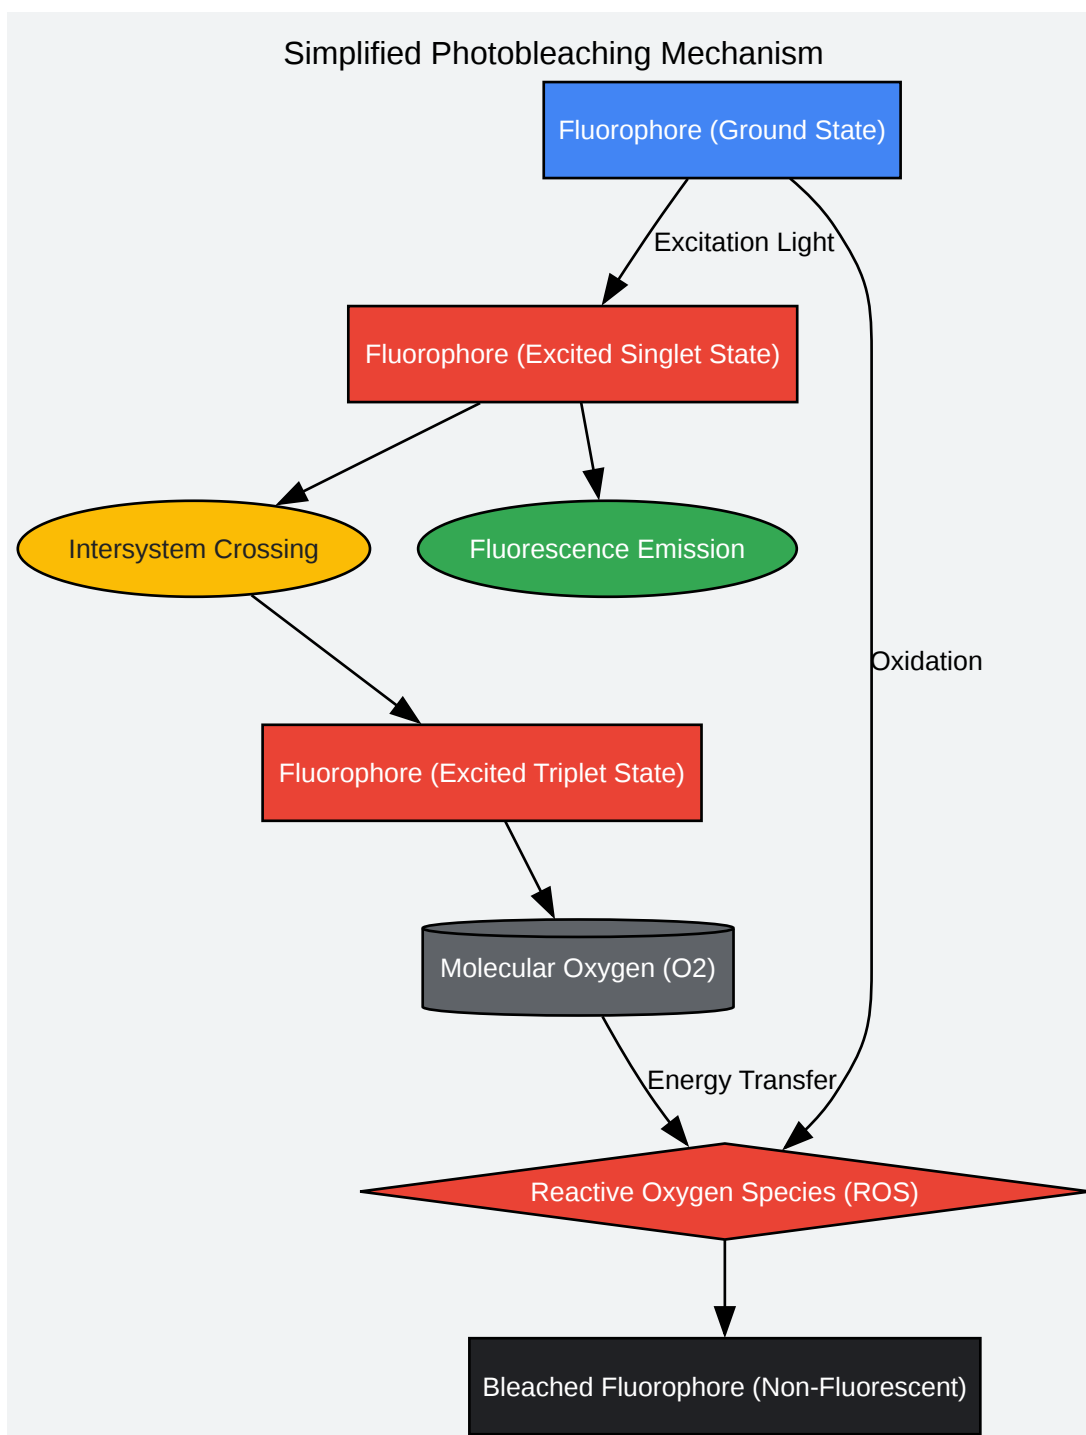 Simplified Photobleaching Mechanism
Fluorophore (Ground State)
Excitation Light
Fluorophore (Excited Singlet State)
Intersystem Crossing
Fluorescence Emission
Oxidation
Fluorophore (Excited Triplet State)
Molecular Oxygen (O2)
Energy Transfer
Reactive Oxygen Species (ROS)
Bleached Fluorophore (Non-Fluorescent)